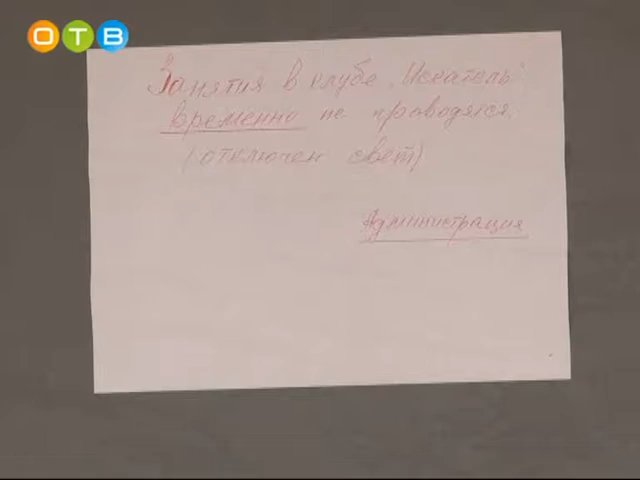 ОТВ
Занятия в клубе „Искатель"
временно не проводятся.
(отключен свет)
Администрация